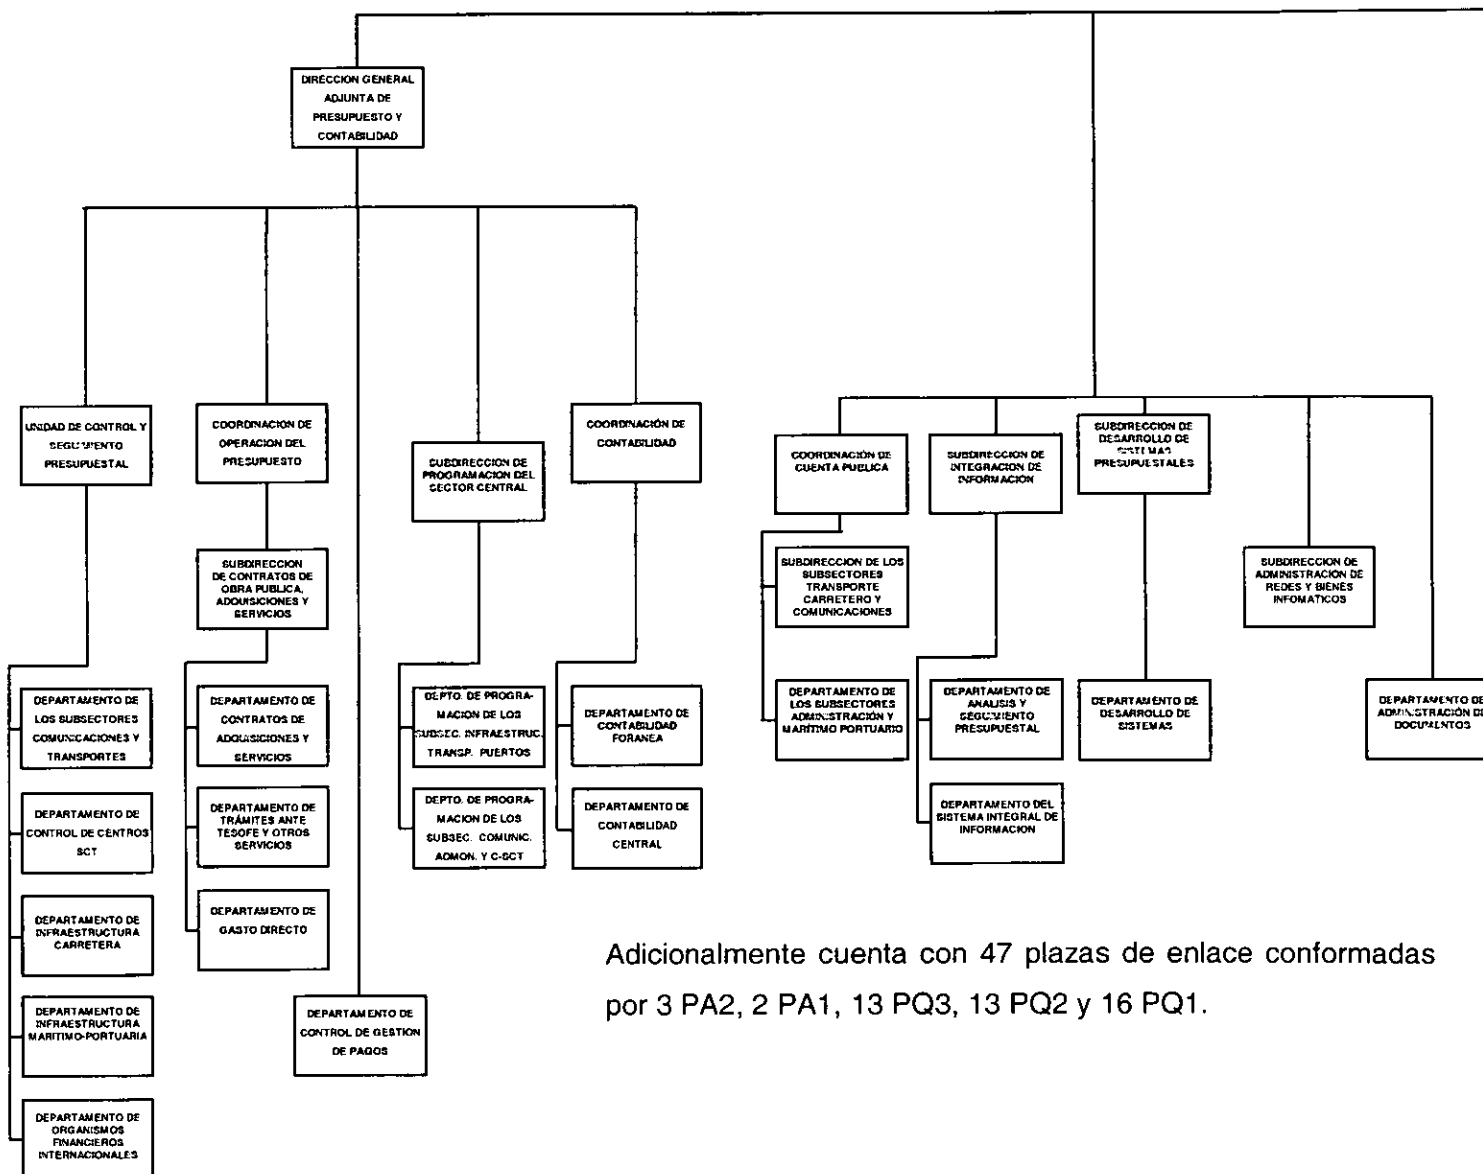 DIRECCION GENERAL
ADJUNTA DE
PRESUPUESTO Y
CONTABILIDAD
UNIDAD DE CONTROL Y
SEGUIMIENTO
PRESUPUESTAL
COORDINACION DE
OPERACION DEL
PRESUPUESTO
SUBDIRECCION DE
PROGRAMACION DEL
SECTOR CENTRAL
COORDINACIÓN DE
CONTABILIDAD
COORDINACIÓN DE
CUENTA PUBLICA
SUBDIRECCION DE
INTEGRACION DE
INFORMACION
SUBDIRECCION DE
DESARROLLO DE
SISTEMAS
PRESUPUESTALES
SUBDIRECCION
DE CONTRATOS DE
OBRA PUBLICA,
ADQUISICIONES Y
SERVICIOS
SUBDIRECCION DE LOS
SUBSECTORES
TRANSPORTE
CARRETERO Y
COMUNICACIONES
SUBDIRECCION DE
ADMINISTRACIÓN DE
REDES Y BIENES
INFOMATICOS
DEPARTAMENTO DE
LOS SUBSECTORES
COMUNICACIONES Y
TRANSPORTES
DEPARTAMENTO DE
CONTRATOS DE
ADQUISICIONES Y
SERVICIOS
DEPTO. DE PROGRA-
MACION DE LOS
SUBSEC. INFRAESTRUC.
TRANSP. PUERTOS
DEPARTAMENTO DE
CONTABILIDAD
FORANEA
DEPARTAMENTO DE
LOS SUBSECTORES
ADMINISTRACIÓN Y
MARÍTIMO PORTUARIO
DEPARTAMENTO DE
ANALISIS Y
SEGUIMIENTO
PRESUPUESTAL
DEPARTAMENTO DE
DESARROLLO DE
SISTEMAS
DEPARTAMENTO DE
ADMINISTRACIÓN DE
DOCUMENTOS
DEPARTAMENTO DE
CONTROL DE CENTROS
SCT
DEPARTAMENTO DE
TRÁMITES ANTE
TESOFE Y OTROS
SERVICIOS
DEPTO. DE PROGRA-
MACION DE LOS
SUBSEC. COMUNIC.
ADMON. Y C-SCT
DEPARTAMENTO DE
CONTABILIDAD
CENTRAL
DEPARTAMENTO DEL
SISTEMA INTEGRAL DE
INFORMACION
DEPARTAMENTO DE
INFRAESTRUCTURA
CARRETERA
DEPARTAMENTO DE
GASTO DIRECTO
Adicionalmente cuenta con 47 plazas de enlace conformadas
por 3 PA2, 2 PA1, 13 PQ3, 13 PQ2 y 16 PQ1.
DEPARTAMENTO DE
INFRAESTRUCTURA
MARITIMO-PORTUARIA
DEPARTAMENTO DE
CONTROL DE GESTION
DE PAGOS
DEPARTAMENTO DE
ORGANISMOS
FINANCIEROS
INTERNACIONALES